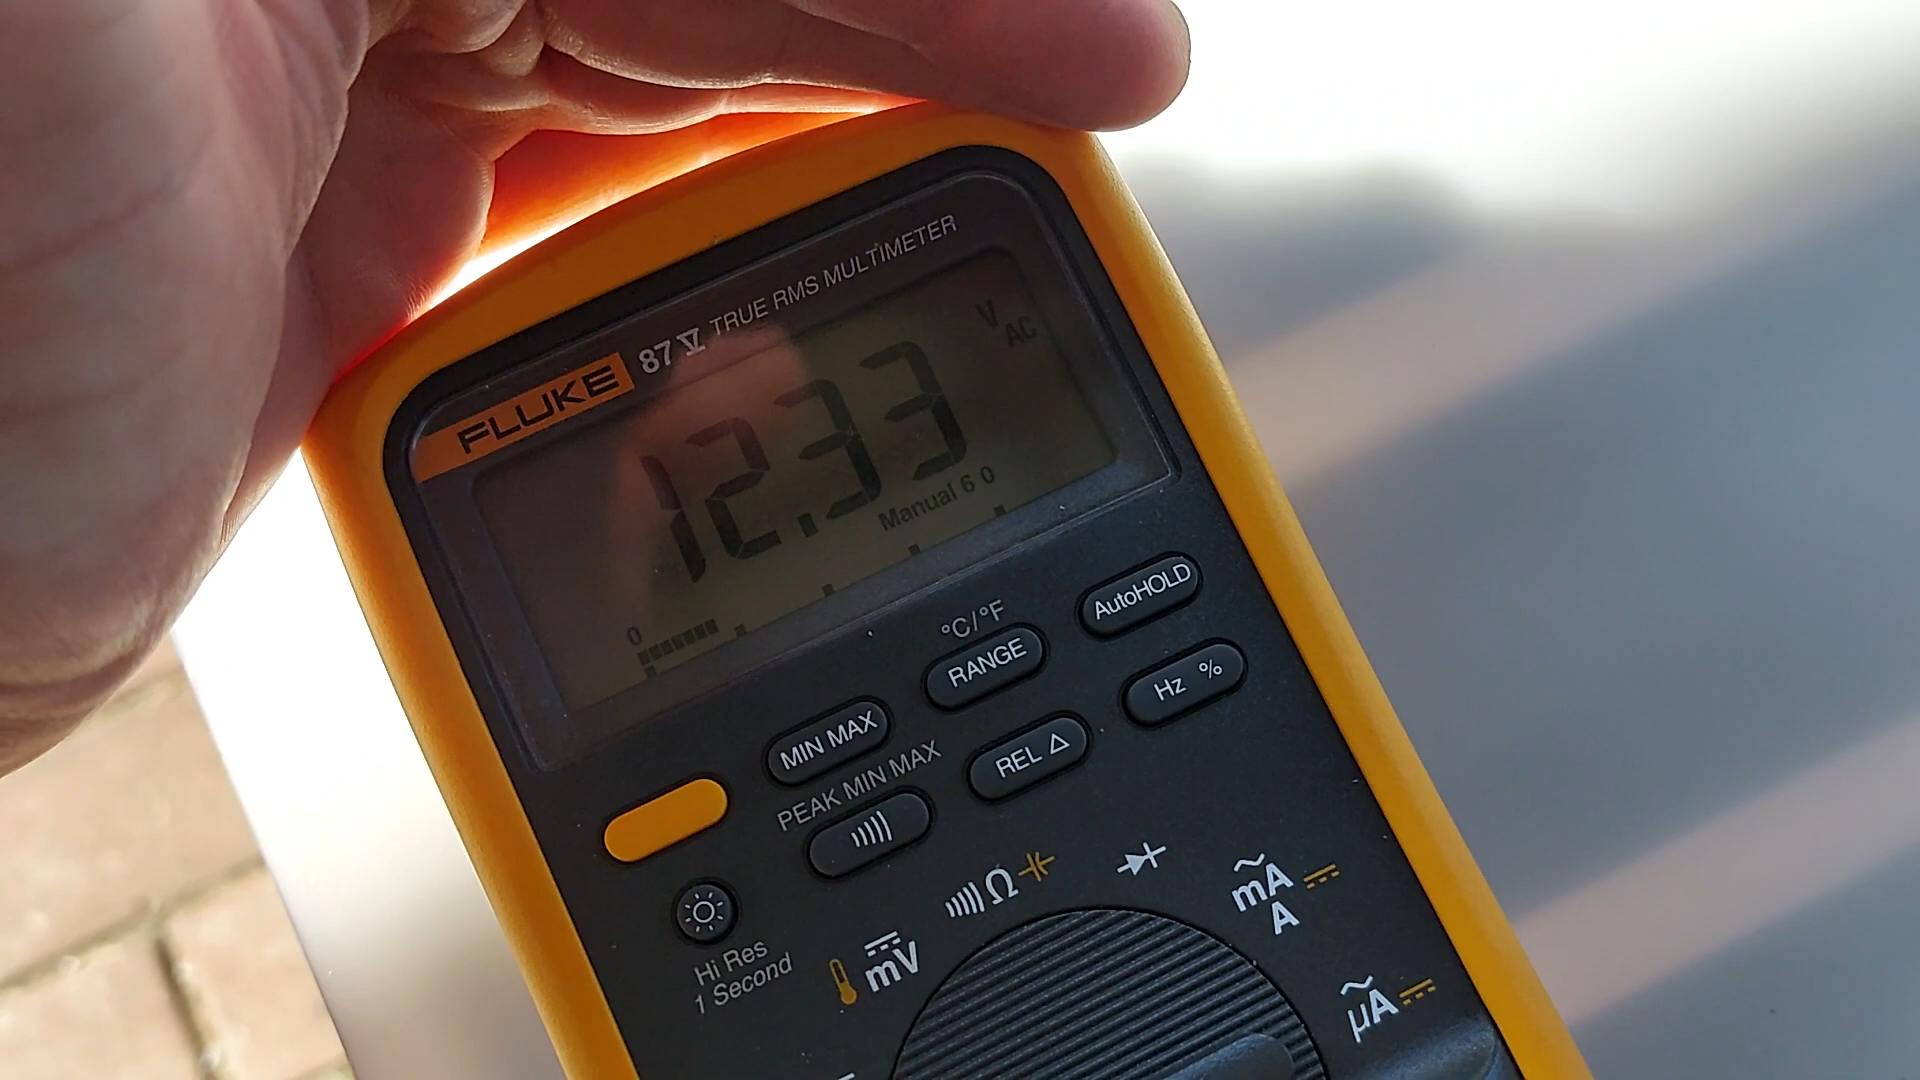 FLUKE 87 V TRUE RMS MULTIMETER
V AC
12.33
Manual 6 0
0
°C/°F
AutoHOLD
RANGE
MIN MAX
Hz %
PEAK MIN MAX
REL Δ
Ω
Hi Res
1 Second
mV
mA
A
µA